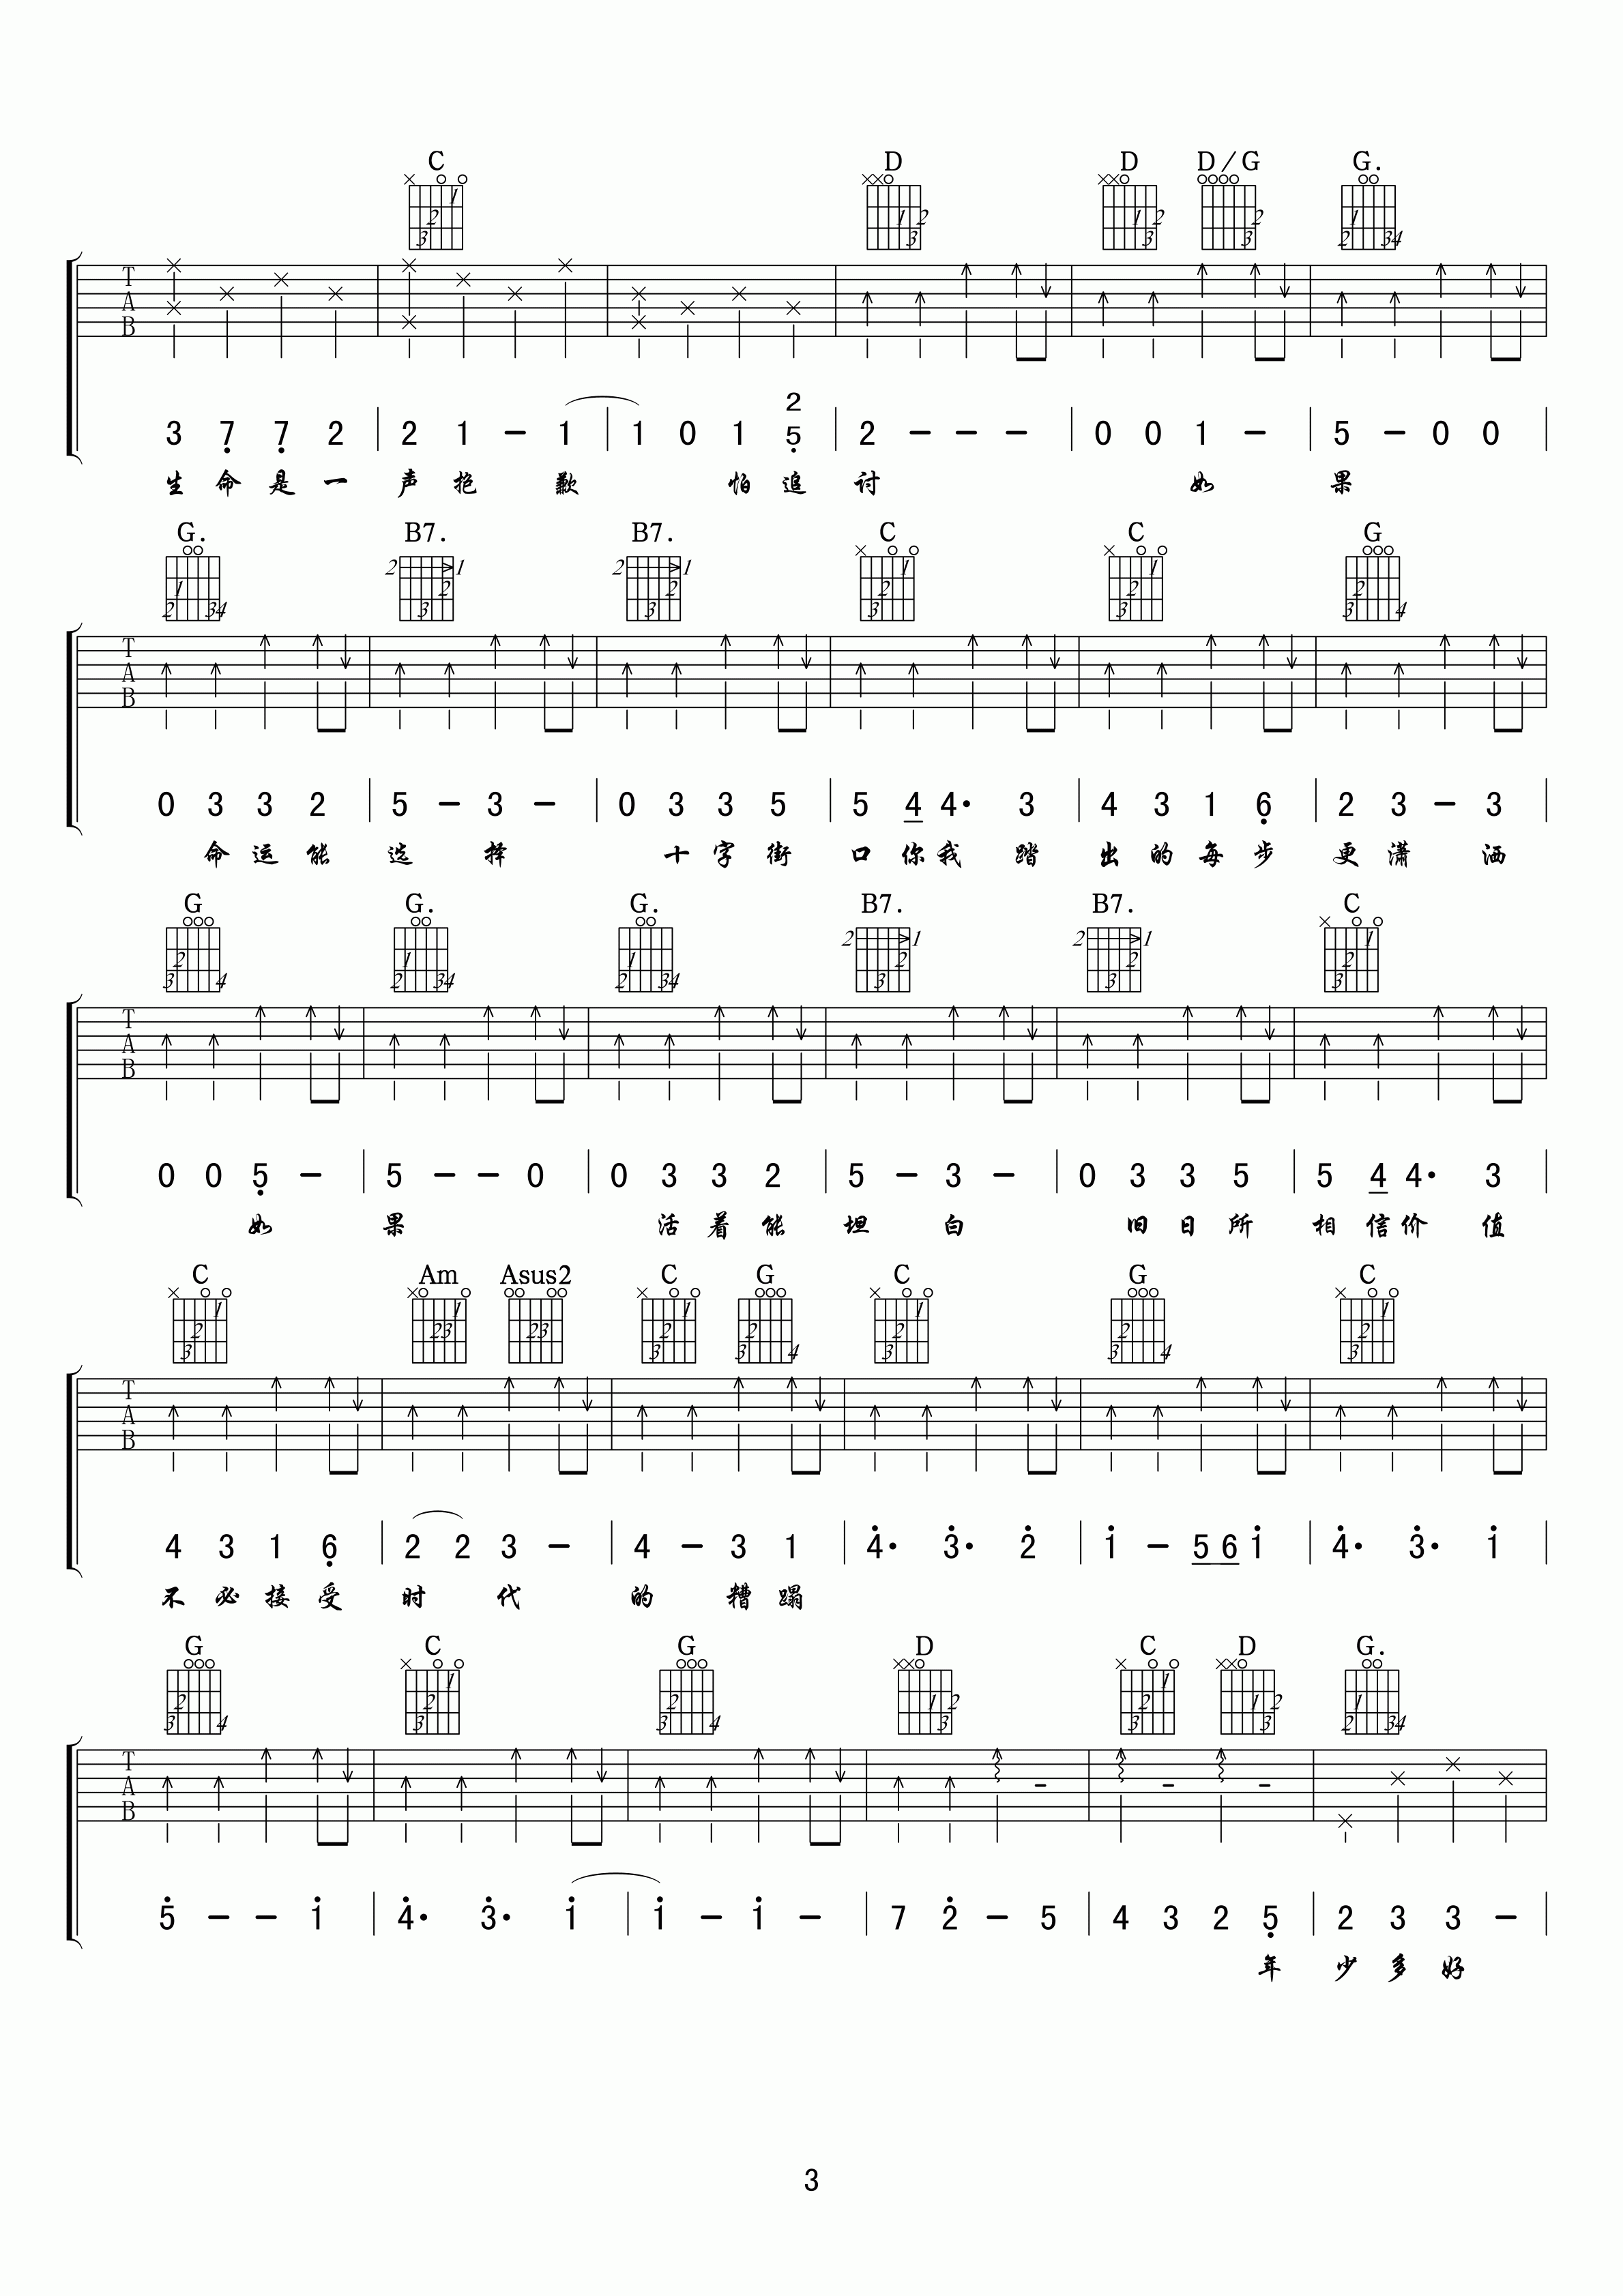 C D D D/G G.
T A B
3 7 7 2 | 2 1 - 1 | 1 0 1 2 5 | 2 - - - | 0 0 1 - | 5 - 0 0 |
生 命 是 一 声 抱 歉 怕 追 讨 如 果
G. B7. B7. C C G
T A B
0 3 3 2 | 5 - 3 - | 0 3 3 5 | 5 4 4· 3 | 4 3 1 6 | 2 3 - 3 |
命 运 能 选 择 十 字 街 口 你 我 踏 出 的 每 步 更 潇 洒
G G. G. B7. B7. C
T A B
0 0 5 - | 5 - - 0 | 0 3 3 2 | 5 - 3 - | 0 3 3 5 | 5 4 4· 3 |
如 果 活 着 能 坦 白 旧 日 所 相 信 价 值
C Am Asus2 C G C G C
T A B
4 3 1 6 | 2 2 3 - | 4 - 3 1 | 4· 3· 2 | 1 - 5 6 1 | 4· 3· 1 |
不 必 接 受 时 代 的 糟 蹋
G C G D C D G.
T A B
5 - - 1 | 4· 3· 1 | 1 - 1 - | 7 2 - 5 | 4 3 2 5 | 2 3 3 - |
年 少 多 好
3